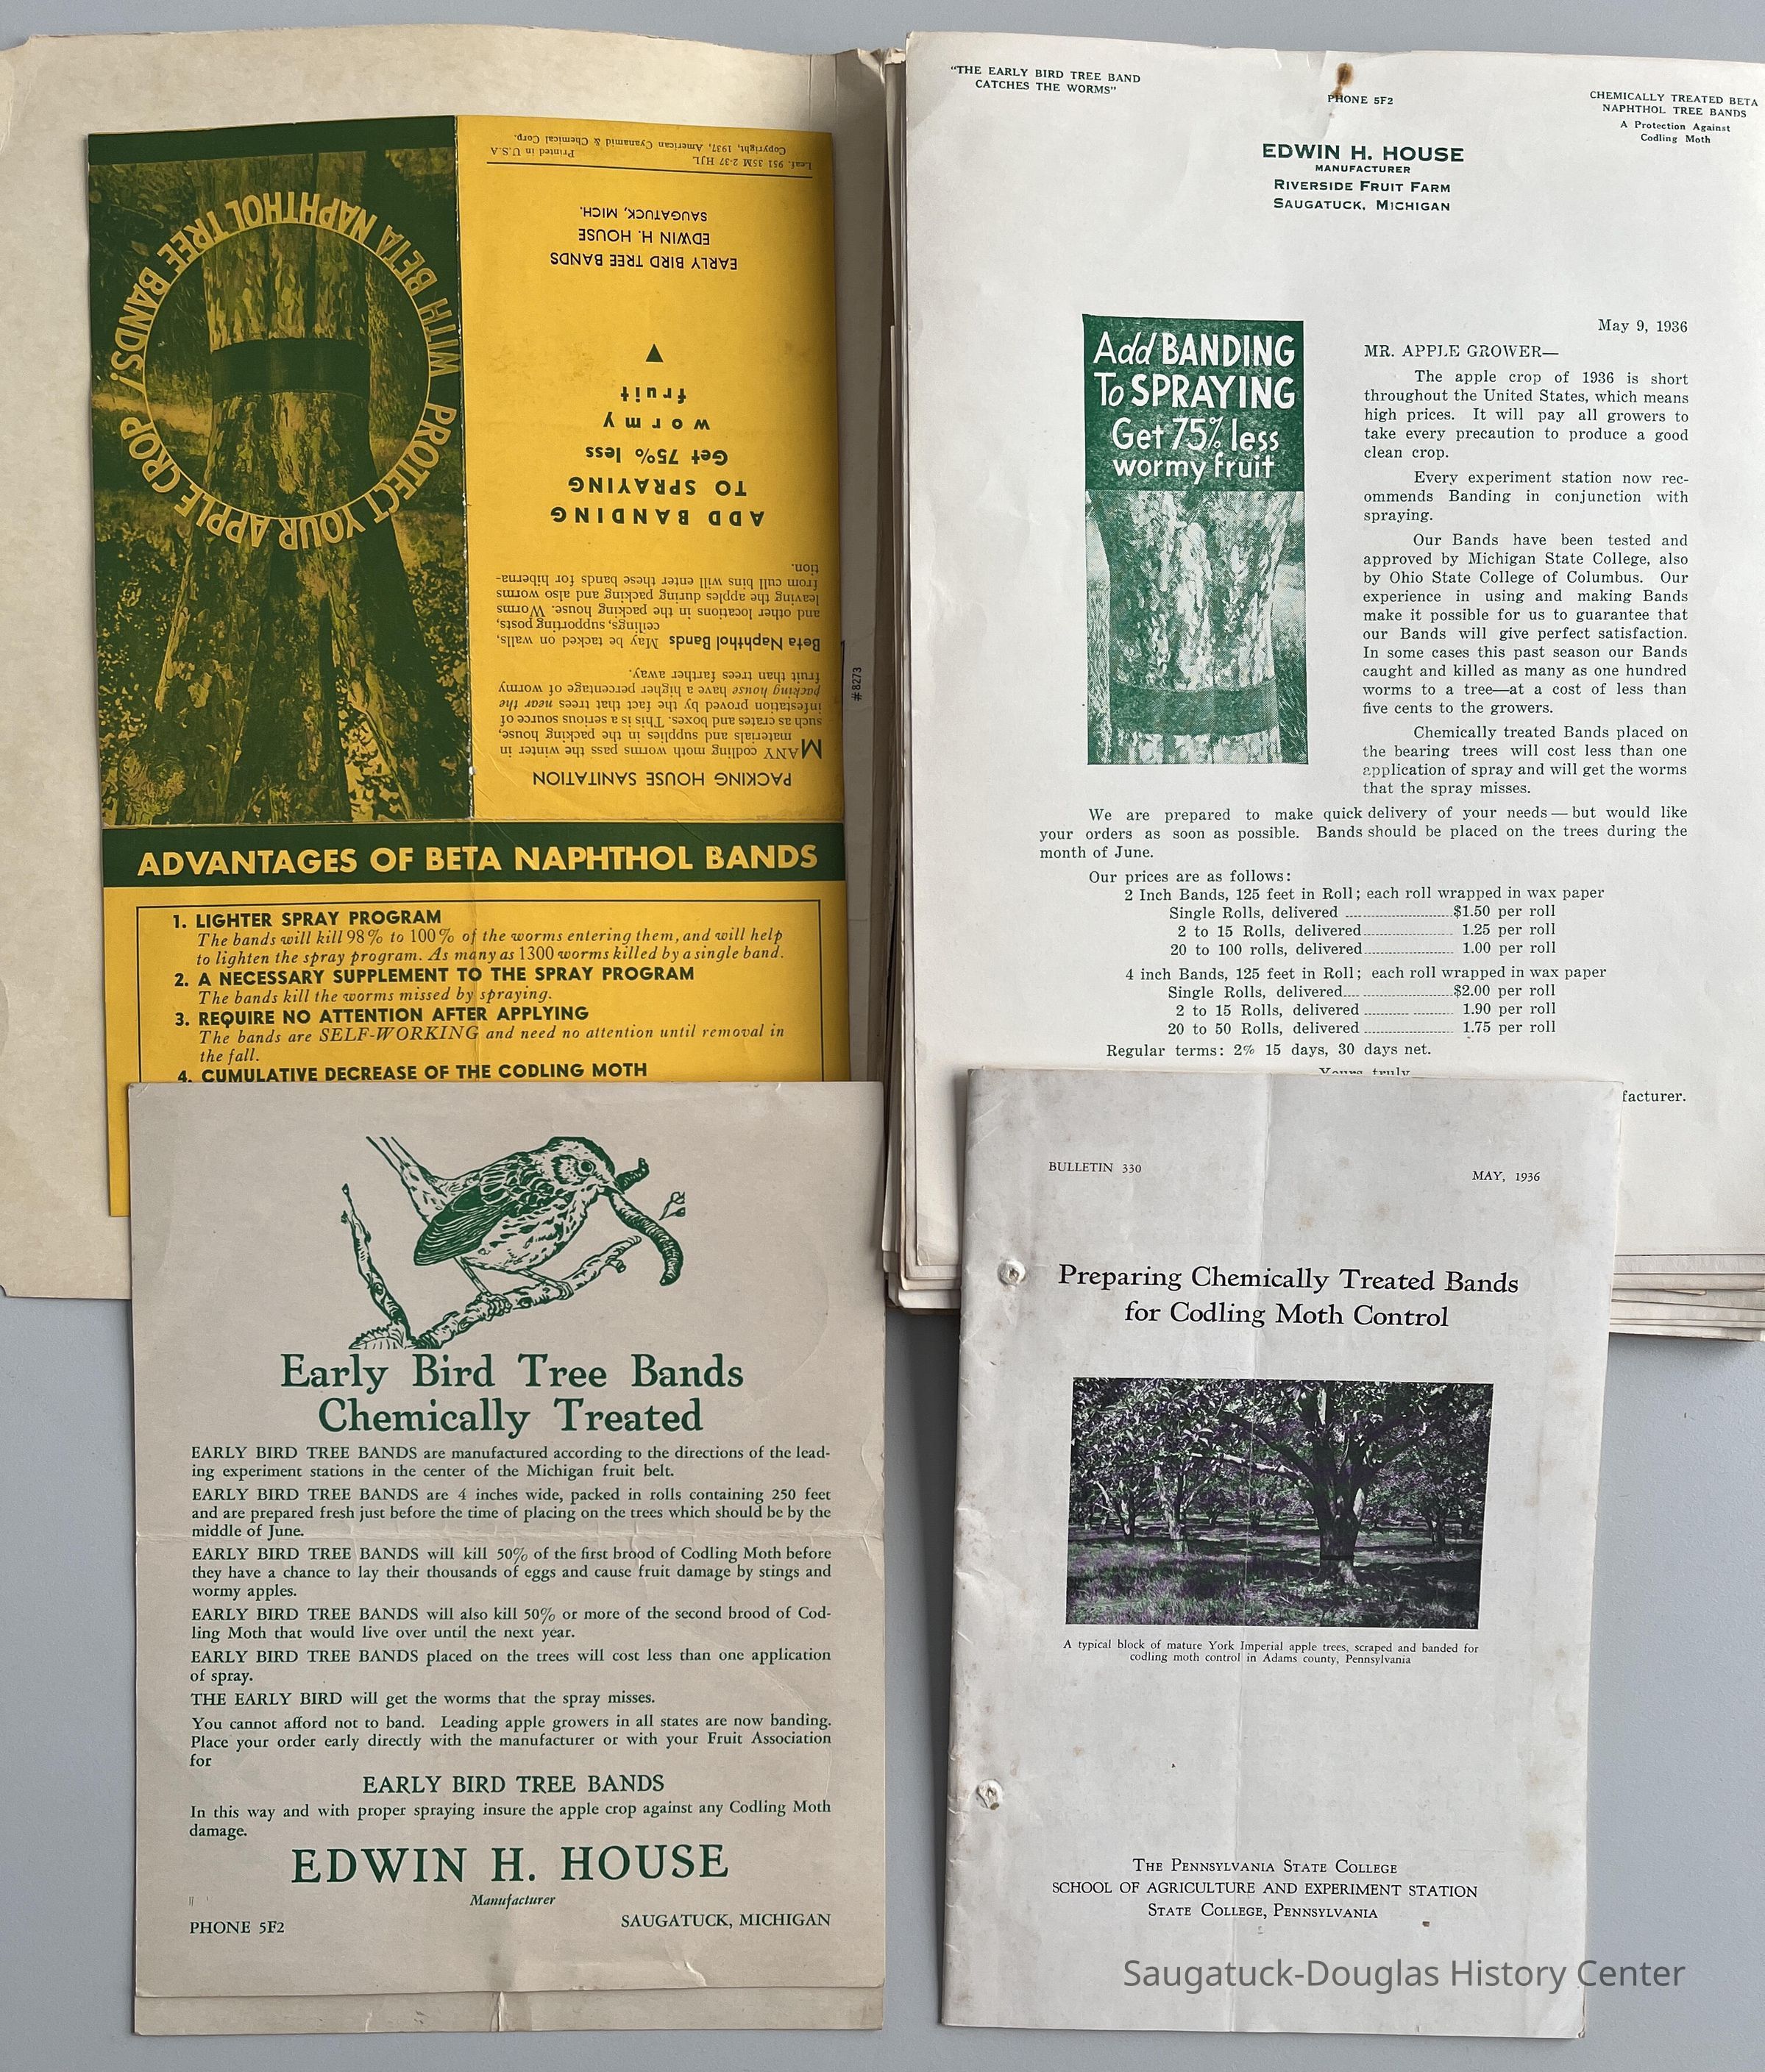 PROTECT YOUR APPLE CROP
WITH BETA NAPHTHOL TREE BANDS!
PACKING HOUSE SANITATION
MANY codling moth worms pass the winter in
materials and supplies in the packing house,
such as crates and boxes. This is a serious source of
infestation proved by the fact that trees near the
packing house have a higher percentage of wormy
fruit than trees farther away.
Beta Naphthol Bands May be tacked on walls,
ceilings, supporting posts,
and other locations in the packing house. Worms
leaving the apples during packing and also worms
from cull bins will enter these bands for hiberna-
tion.
ADD BANDING
TO SPRAYING
Get 75% less
wormy
fruit
EARLY BIRD TREE BANDS
EDWIN H. HOUSE
SAUGATUCK, MICH.
Leaf. 951 35M 2-37 HJL Printed in U.S.A
Copyright, 1937, American Cyanamid & Chemical Corp.
ADVANTAGES OF BETA NAPHTHOL BANDS
1. LIGHTER SPRAY PROGRAM
The bands will kill 98% to 100% of the worms entering them, and will help
to lighten the spray program. As many as 1300 worms killed by a single band.
2. A NECESSARY SUPPLEMENT TO THE SPRAY PROGRAM
The bands kill the worms missed by spraying.
3. REQUIRE NO ATTENTION AFTER APPLYING
The bands are SELF-WORKING and need no attention until removal in
the fall.
4. CUMULATIVE DECREASE OF THE CODLING MOTH
#8273
"THE EARLY BIRD TREE BAND
CATCHES THE WORMS"
PHONE 5F2
CHEMICALLY TREATED BETA
NAPHTHOL TREE BANDS
A Protection Against
Codling Moth
EDWIN H. HOUSE
MANUFACTURER
RIVERSIDE FRUIT FARM
SAUGATUCK, MICHIGAN
Add BANDING
To SPRAYING
Get 75% less
wormy fruit
May 9, 1936
MR. APPLE GROWER—
The apple crop of 1936 is short
throughout the United States, which means
high prices. It will pay all growers to
take every precaution to produce a good
clean crop.
Every experiment station now rec-
ommends Banding in conjunction with
spraying.
Our Bands have been tested and
approved by Michigan State College, also
by Ohio State College of Columbus. Our
experience in using and making Bands
make it possible for us to guarantee that
our Bands will give perfect satisfaction.
In some cases this past season our Bands
caught and killed as many as one hundred
worms to a tree—at a cost of less than
five cents to the growers.
Chemically treated Bands placed on
the bearing trees will cost less than one
application of spray and will get the worms
that the spray misses.
We are prepared to make quick delivery of your needs — but would like
your orders as soon as possible. Bands should be placed on the trees during the
month of June.
Our prices are as follows:
2 Inch Bands, 125 feet in Roll; each roll wrapped in wax paper
Single Rolls, delivered $1.50 per roll
2 to 15 Rolls, delivered 1.25 per roll
20 to 100 rolls, delivered 1.00 per roll
4 inch Bands, 125 feet in Roll; each roll wrapped in wax paper
Single Rolls, delivered $2.00 per roll
2 to 15 Rolls, delivered 1.90 per roll
20 to 50 Rolls, delivered 1.75 per roll
Regular terms: 2% 15 days, 30 days net.
Yours truly
facturer.
Early Bird Tree Bands
Chemically Treated
EARLY BIRD TREE BANDS are manufactured according to the directions of the lead-
ing experiment stations in the center of the Michigan fruit belt.
EARLY BIRD TREE BANDS are 4 inches wide, packed in rolls containing 250 feet
and are prepared fresh just before the time of placing on the trees which should be by the
middle of June.
EARLY BIRD TREE BANDS will kill 50% of the first brood of Codling Moth before
they have a chance to lay their thousands of eggs and cause fruit damage by stings and
wormy apples.
EARLY BIRD TREE BANDS will also kill 50% or more of the second brood of Cod-
ling Moth that would live over until the next year.
EARLY BIRD TREE BANDS placed on the trees will cost less than one application
of spray.
THE EARLY BIRD will get the worms that the spray misses.
You cannot afford not to band. Leading apple growers in all states are now banding.
Place your order early directly with the manufacturer or with your Fruit Association
for
EARLY BIRD TREE BANDS
In this way and with proper spraying insure the apple crop against any Codling Moth
damage.
EDWIN H. HOUSE
Manufacturer
PHONE 5F2
SAUGATUCK, MICHIGAN
BULLETIN 330
MAY, 1936
Preparing Chemically Treated Bands
for Codling Moth Control
A typical block of mature York Imperial apple trees, scraped and banded for
codling moth control in Adams county, Pennsylvania
THE PENNSYLVANIA STATE COLLEGE
SCHOOL OF AGRICULTURE AND EXPERIMENT STATION
STATE COLLEGE, PENNSYLVANIA
Saugatuck-Douglas History Center